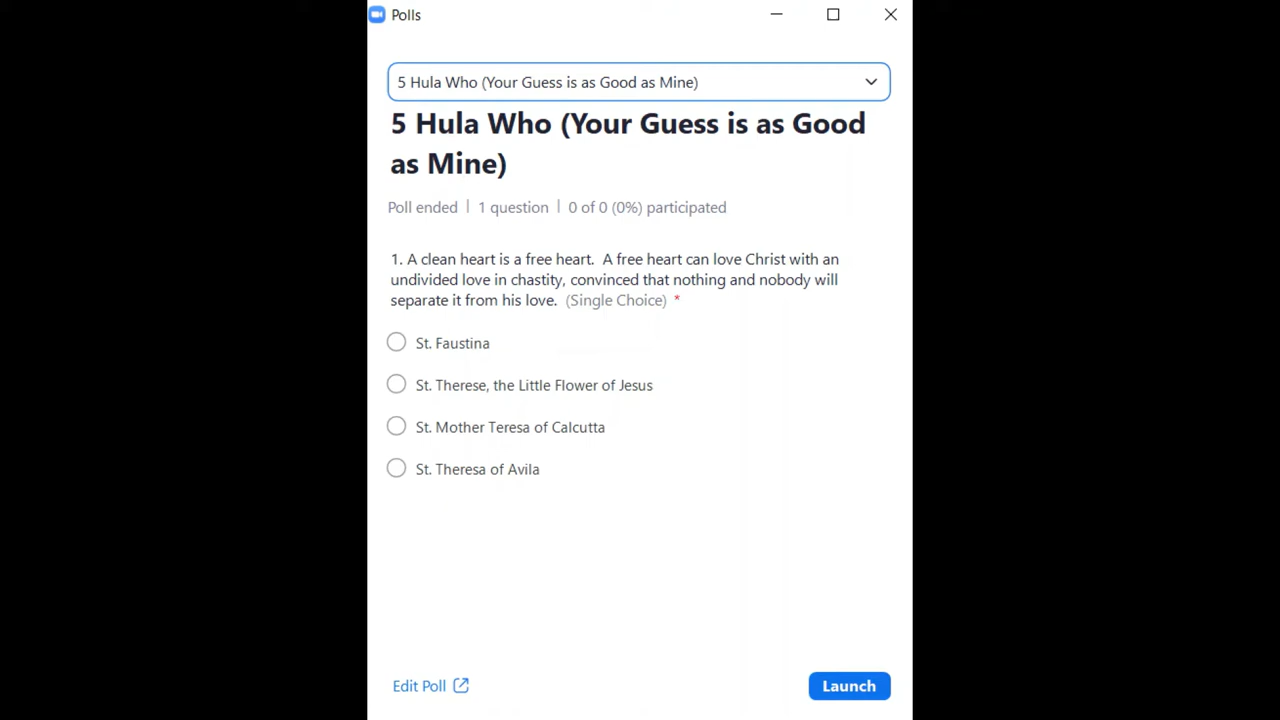 Polls
5 Hula Who (Your Guess is as Good as Mine)
5 Hula Who (Your Guess is as Good
as Mine)
Poll ended | 1 question | 0 of 0 (0%) participated
1. A clean heart is a free heart.  A free heart can love Christ with an
undivided love in chastity, convinced that nothing and nobody will
separate it from his love.  (Single Choice) *
St. Faustina
St. Therese, the Little Flower of Jesus
St. Mother Teresa of Calcutta
St. Theresa of Avila
Edit Poll
Launch